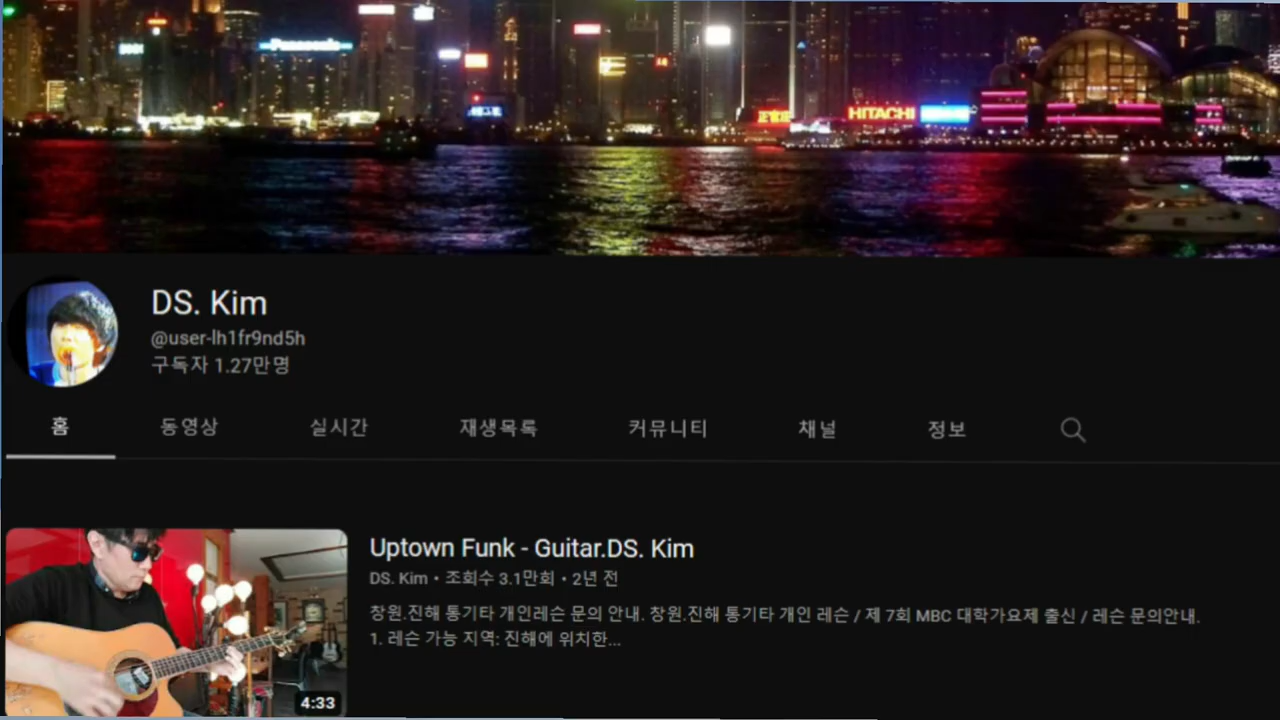 Panasonic
HITACHI
DS. Kim
@user-lh1fr9nd5h
구독자 1.27만명
홈 동영상 실시간 재생목록 커뮤니티 채널 정보
Uptown Funk - Guitar.DS. Kim
DS. Kim • 조회수 3.1만회 • 2년 전
창원.진해 통기타 개인레슨 문의 안내. 창원.진해 통기타 개인 레슨 / 제 7회 MBC 대학가요제 출신 / 레슨 문의안내.
1. 레슨 가능 지역: 진해에 위치한...
4:33